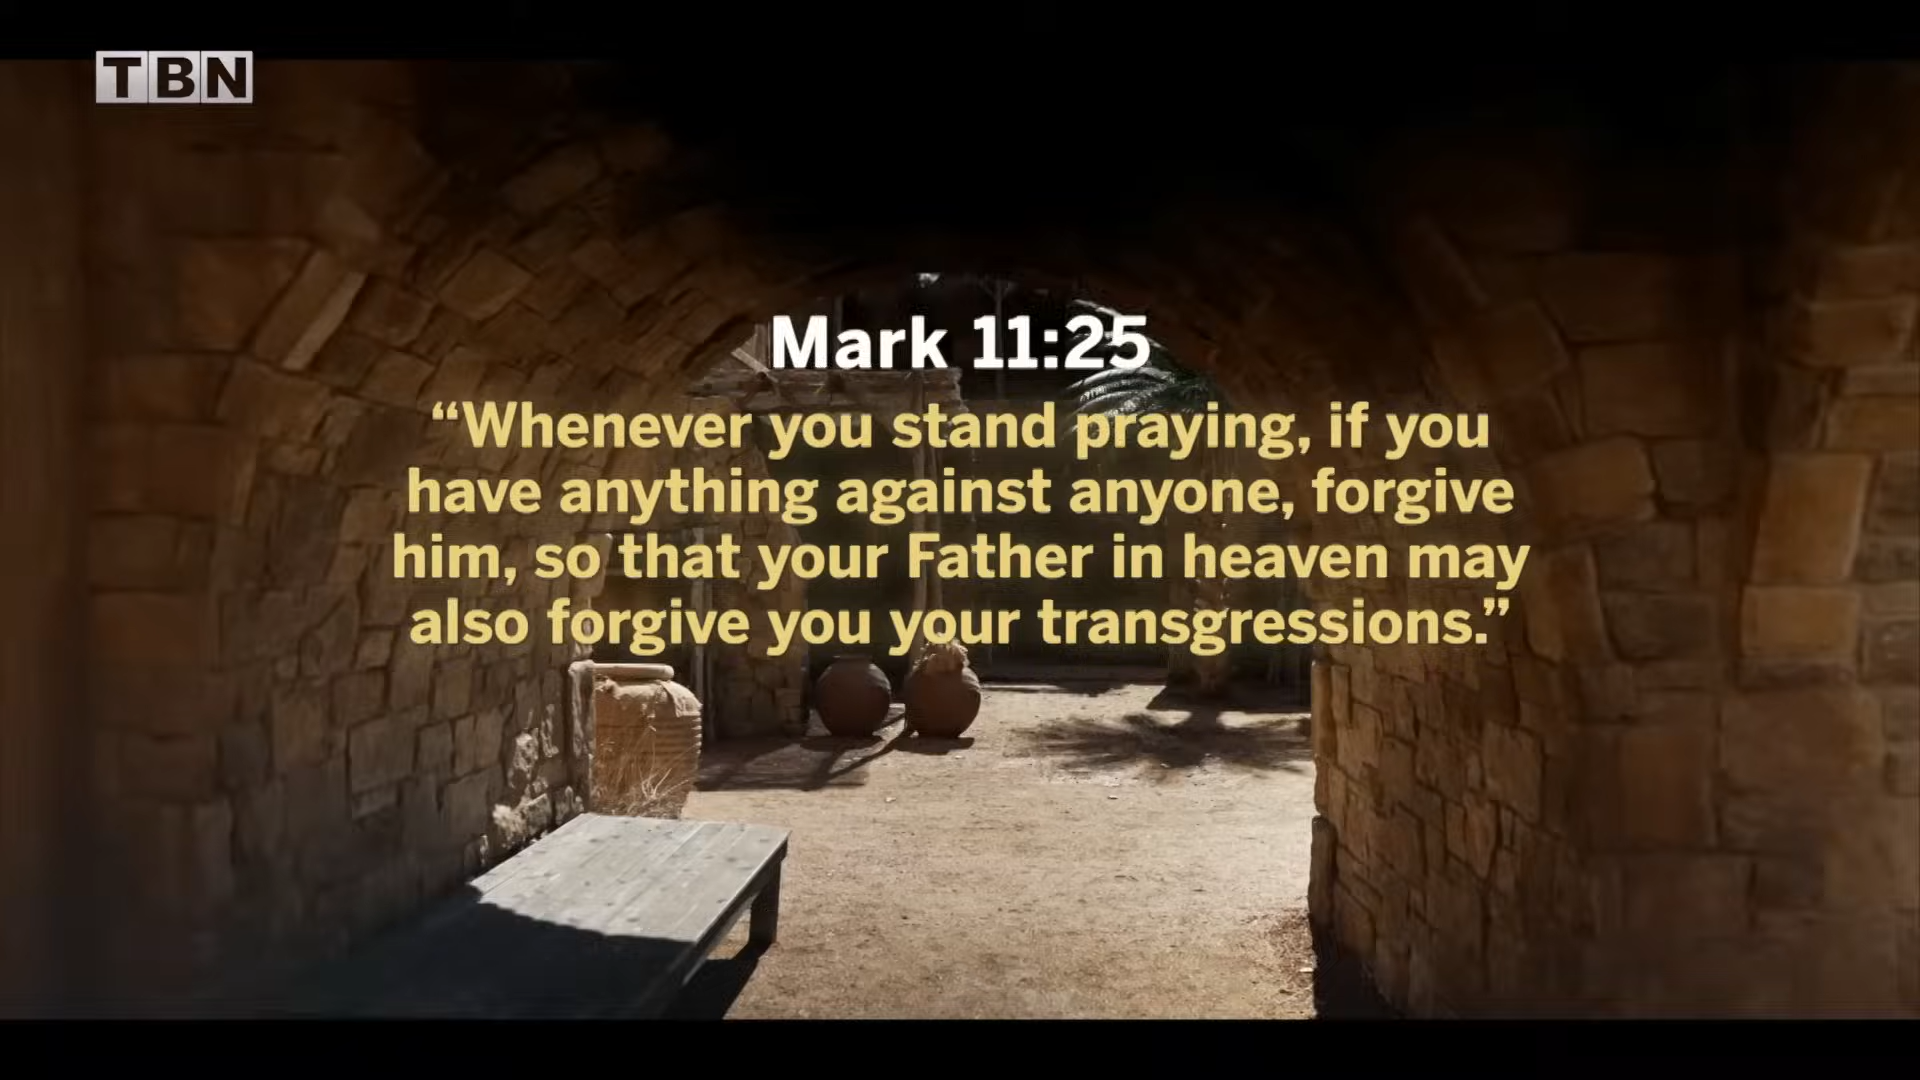 TBN
Mark 11:25
“Whenever you stand praying, if you
have anything against anyone, forgive
him, so that your Father in heaven may
also forgive you your transgressions.”